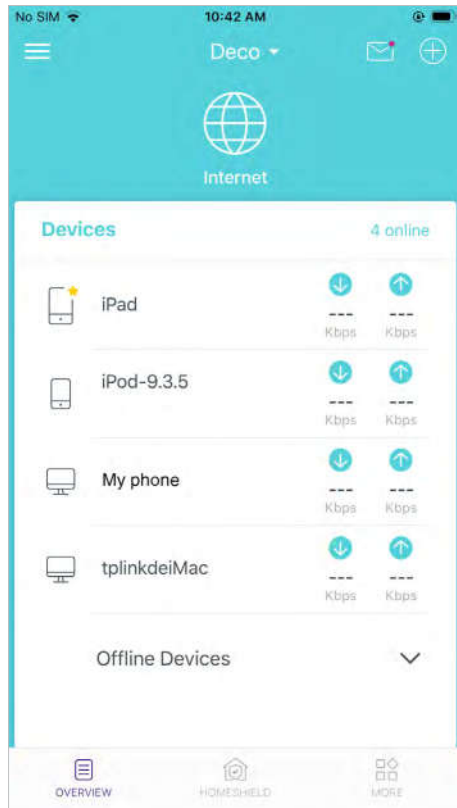 No SIM 10:42 AM
Deco
Internet
Devices 4 online
iPad
--- ---
Kbps Kbps
iPod-9.3.5
--- ---
Kbps Kbps
My phone
--- ---
Kbps Kbps
tplinkdeiMac
--- ---
Kbps Kbps
Offline Devices
OVERVIEW HOMESHIELD MORE